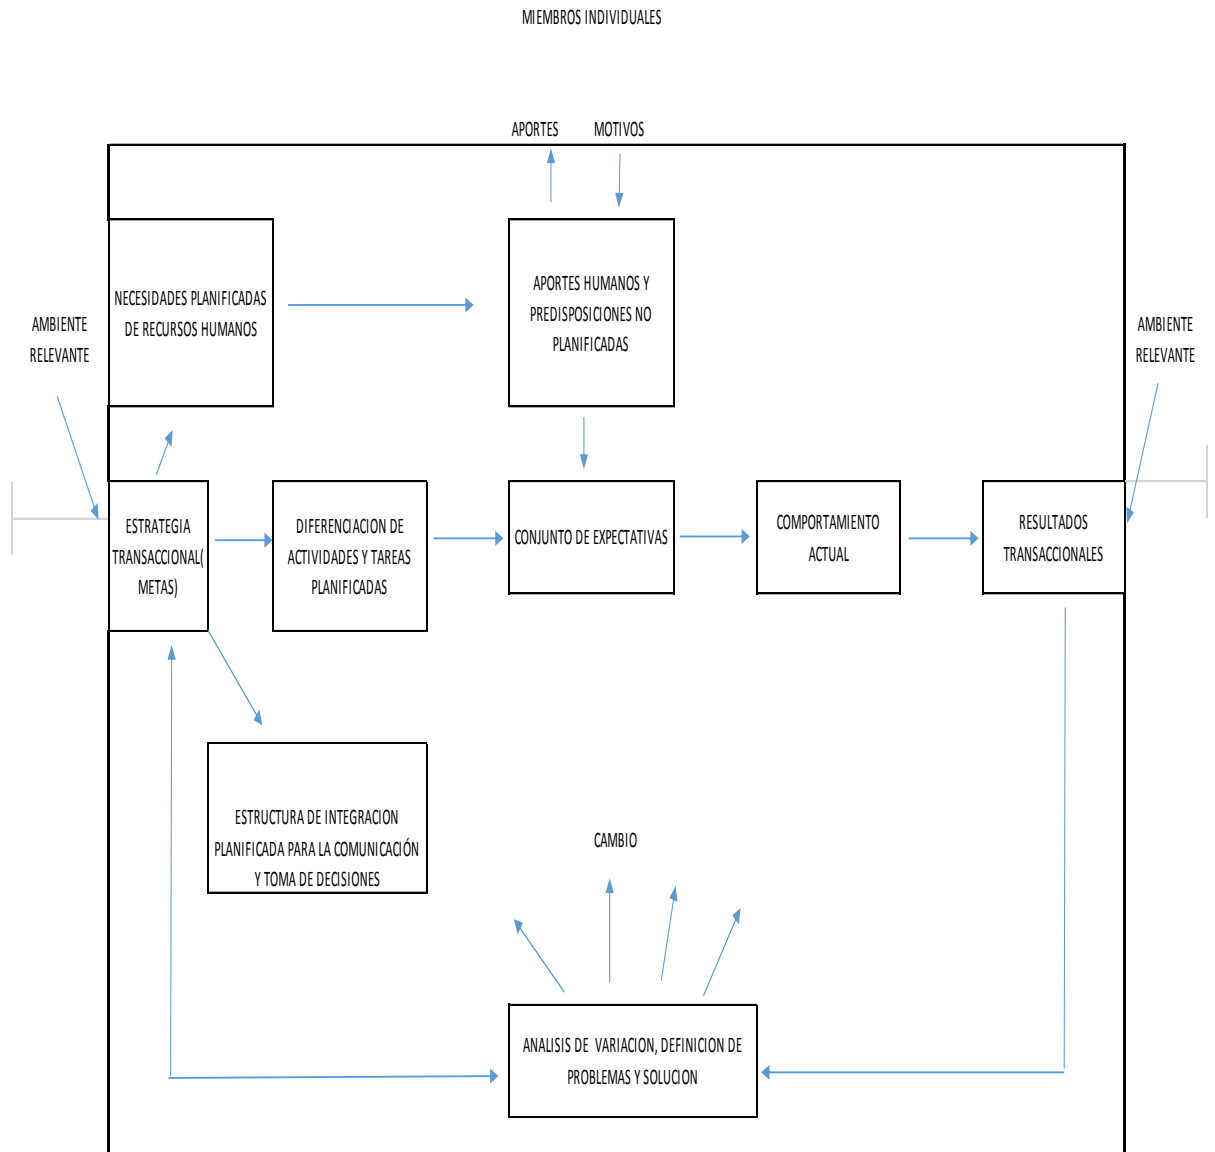 MIEMBROS INDIVIDUALES
APORTES
MOTIVOS
NECESIDADES PLANIFICADAS
DE RECURSOS HUMANOS
APORTES HUMANOS Y
PREDISPOSICIONES NO
PLANIFICADAS
AMBIENTE
RELEVANTE
AMBIENTE
RELEVANTE
ESTRATEGIA
TRANSACCIONAL(
METAS)
DIFERENCIACION DE
ACTIVIDADES Y TAREAS
PLANIFICADAS
CONJUNTO DE EXPECTATIVAS
COMPORTAMIENTO
ACTUAL
RESULTADOS
TRANSACCIONALES
ESTRUCTURA DE INTEGRACION
PLANIFICADA PARA LA COMUNICACIÓN
Y TOMA DE DECISIONES
CAMBIO
ANALISIS DE VARIACION, DEFINICION DE
PROBLEMAS Y SOLUCION